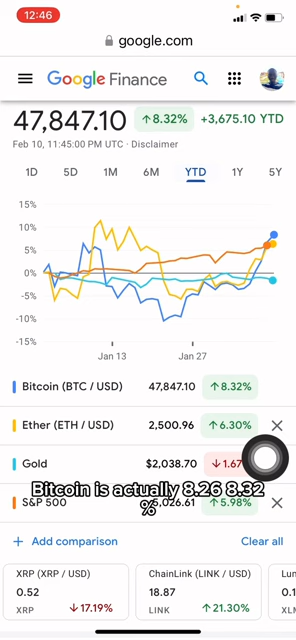 12:46
google.com
Google Finance
47,847.10 ↑ 8.32% +3,675.10 YTD
Feb 10, 11:45:00 PM UTC · Disclaimer
1D 5D 1M 6M YTD 1Y 5Y
15%
10%
5%
0%
-5%
-10%
-15%
Jan 13 Jan 27
Bitcoin (BTC / USD) 47,847.10 ↑ 8.32%
Ether (ETH / USD) 2,500.96 ↑ 6.30%
Gold $2,038.70 ↓ 1.67
Bitcoin is actually 8.26 8.32
%
S&P 500 5,026.61 ↑ 5.98%
+ Add comparison Clear all
XRP (XRP / USD) ChainLink (LINK / USD)
0.52 18.87
XRP ↓ 17.19% LINK ↑ 21.30%